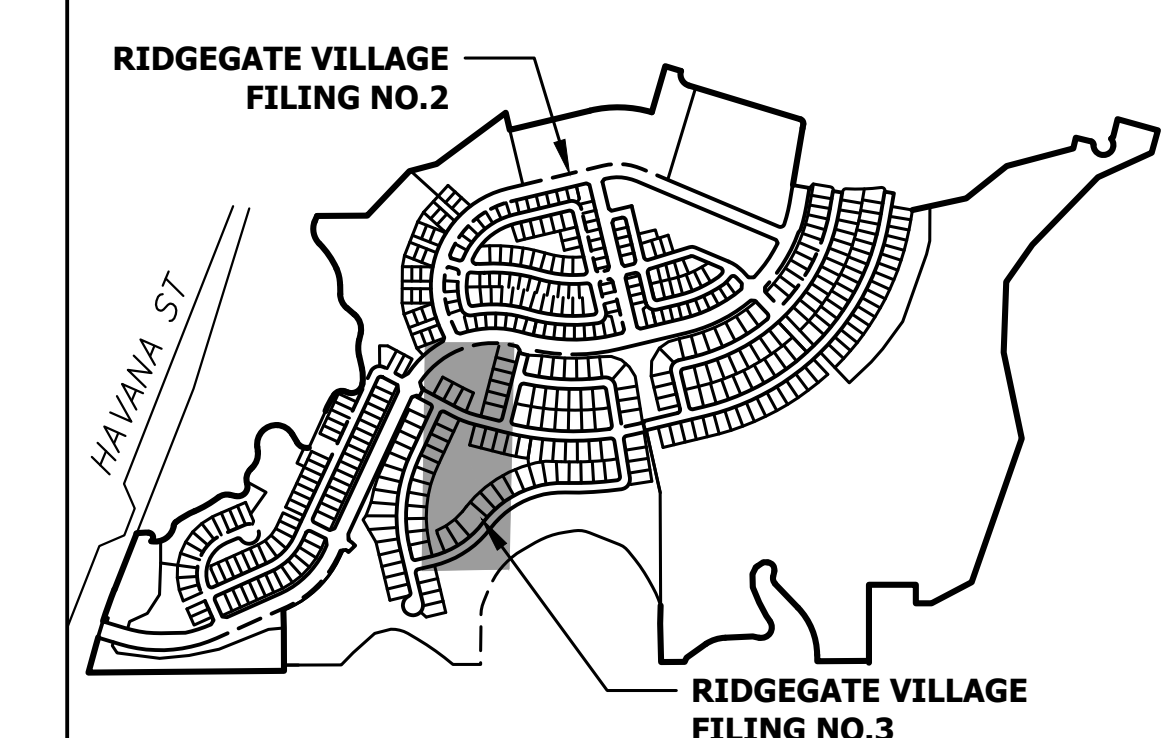 RIDGEGATE VILLAGE
FILING NO.2
HAVANA ST
RIDGEGATE VILLAGE
FILING NO.3